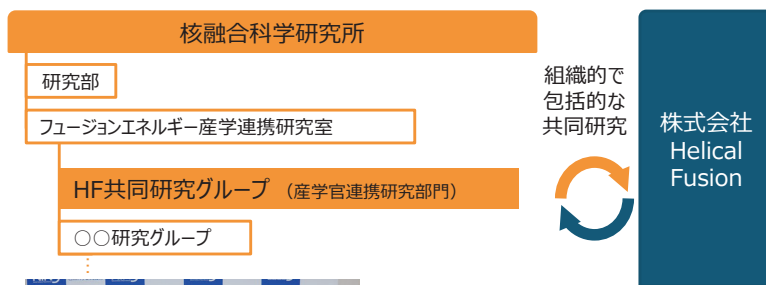 核融合科学研究所
研究部
フュージョンエネルギー産学連携研究室
HF共同研究グループ （産学官連携研究部門）
○○研究グループ
組織的で
包括的な
共同研究
株式会社
Helical
Fusion